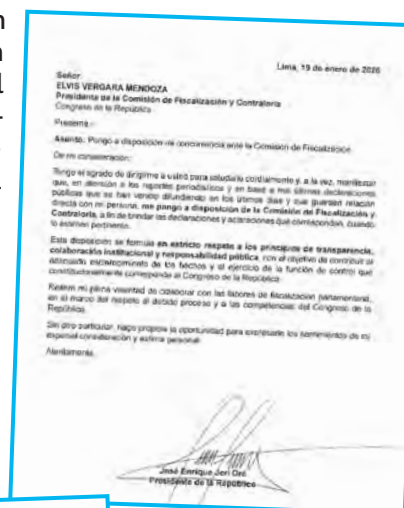 n
n
l
-
-
-
Lima, 19 de enero de 2026
Señor
ELVIS VERGARA MENDOZA
Presidente de la Comisión de Fiscalización y Contraloría
Congreso de la República
Presente.-
Asunto: Pongo a disposición mi concurrencia ante la Comisión de Fiscalización
De mi consideración:
Tengo el agrado de dirigirme a usted para saludarlo cordialmente y, a la vez, manifestar
que, en atención a los reportes periodísticos y en base a mis últimas declaraciones
públicas que se han venido difundiendo en los últimos días y que guardan relación
directa con mi persona, me pongo a disposición de la Comisión de Fiscalización y
Contraloría, a fin de brindar las declaraciones y aclaraciones que correspondan, cuando
lo estimen pertinente.
Esta disposición se formula en estricto respeto a los principios de transparencia,
colaboración institucional y responsabilidad pública, con el objetivo de contribuir al
adecuado esclarecimiento de los hechos y el ejercicio de la función de control que
constitucionalmente corresponde al Congreso de la República.
Reitero mi plena voluntad de colaborar con las labores de fiscalización parlamentaria,
en el marco del respeto al debido proceso y a las competencias del Congreso de la
República.
Sin otro particular, hago propicia la oportunidad para expresarle los sentimientos de mi
especial consideración y estima personal.
Atentamente,
José Enrique Jerí Oré
Presidente de la República